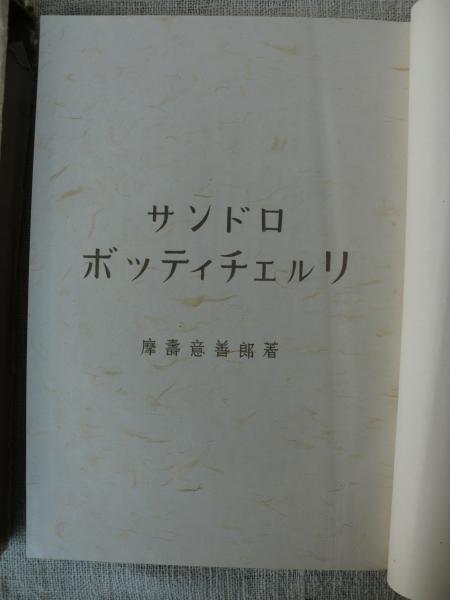 サンドロ
ボッティチェルリ
摩壽意善郎著